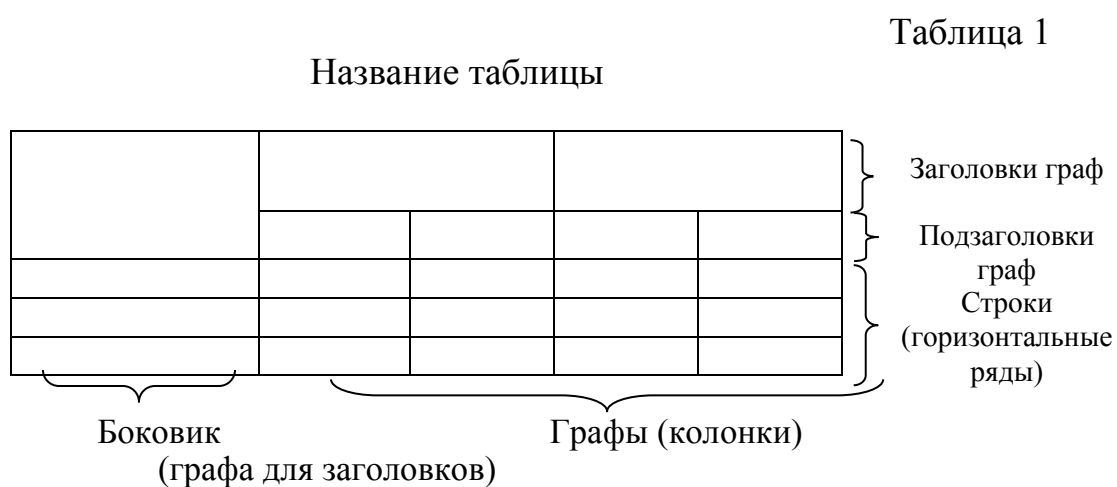 Таблица 1
Название таблицы
Заголовки граф
Подзаголовки
граф
Строки
(горизонтальные
ряды)
Боковик
(графа для заголовков)
Графы (колонки)